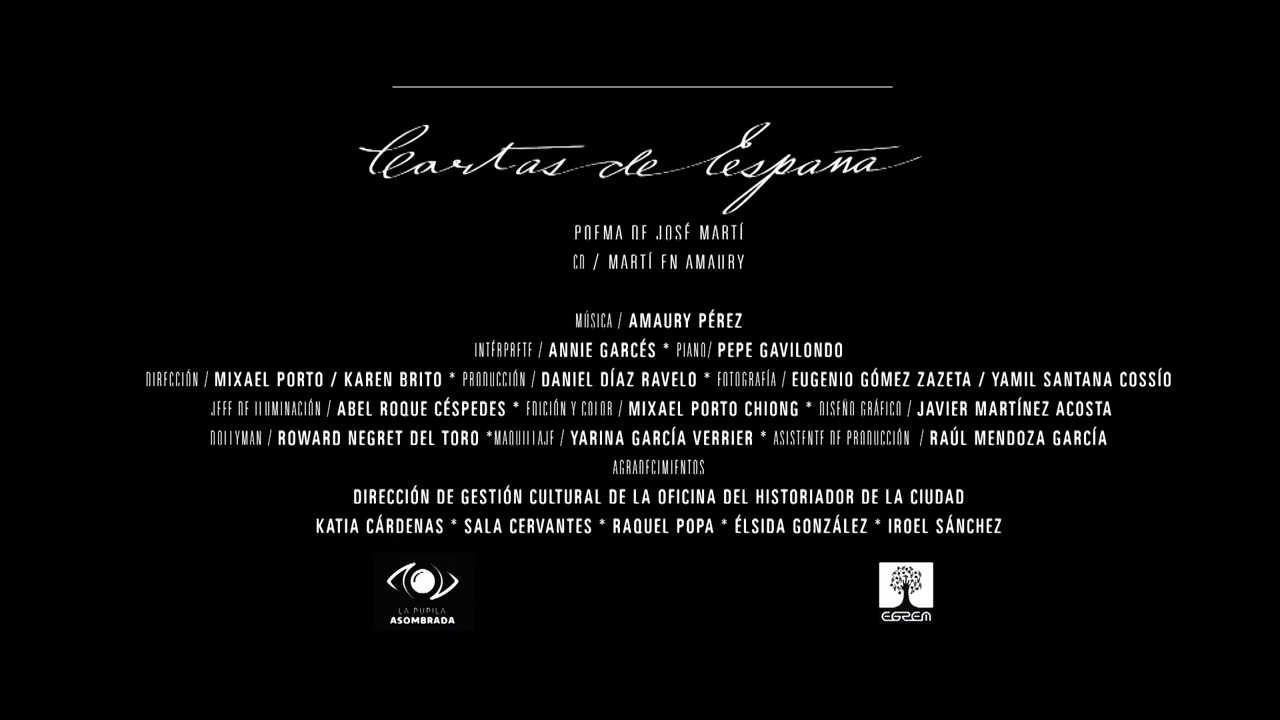 Cartas de España
POEMA DE JOSÉ MARTÍ
CD / MARTÍ EN AMAURY
MÚSICA / AMAURY PÉREZ
INTÉRPRETE / ANNIE GARCÉS * PIANO/ PEPE GAVILONDO
DIRECCIÓN / MIXAEL PORTO / KAREN BRITO * PRODUCCIÓN / DANIEL DÍAZ RAVELO * FOTOGRAFÍA / EUGENIO GÓMEZ ZAZETA / YAMIL SANTANA COSSÍO
JEFE DE ILUMINACIÓN / ABEL ROQUE CÉSPEDES * EDICIÓN Y COLOR / MIXAEL PORTO CHIONG * DISEÑO GRÁFICO / JAVIER MARTÍNEZ ACOSTA
DOLLYMAN / ROWARD NEGRET DEL TORO *MAQUILLAJE / YARINA GARCÍA VERRIER * ASISTENTE DE PRODUCCIÓN / RAÚL MENDOZA GARCÍA
AGRADECIMIENTOS
DIRECCIÓN DE GESTIÓN CULTURAL DE LA OFICINA DEL HISTORIADOR DE LA CIUDAD
KATIA CÁRDENAS * SALA CERVANTES * RAQUEL POPA * ÉLSIDA GONZÁLEZ * IROEL SÁNCHEZ
LA PUPILA
ASOMBRADA
EGREM